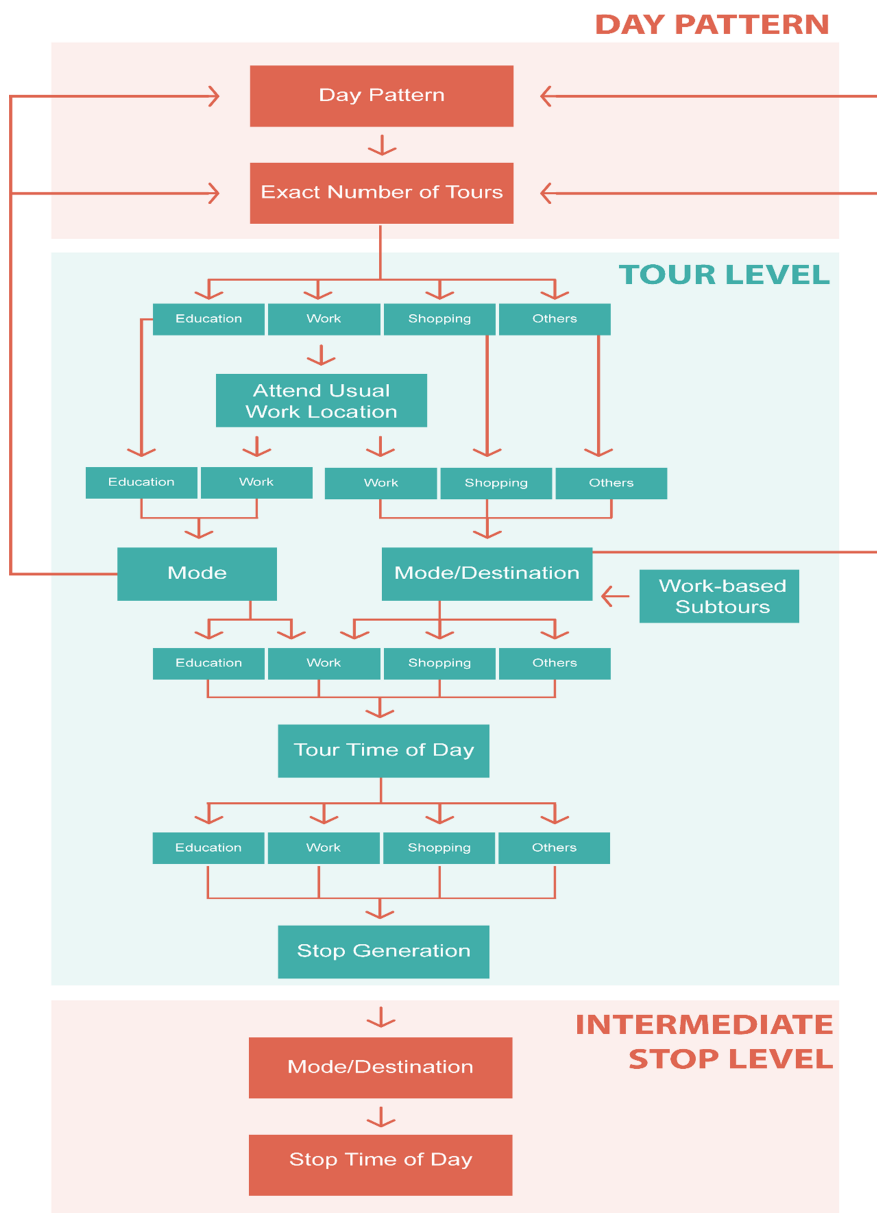 DAY PATTERN
Day Pattern
Exact Number of Tours
TOUR LEVEL
Education
Work
Shopping
Others
Attend Usual
Work Location
Education
Work
Work
Shopping
Others
Mode
Mode/Destination
Work-based
Subtours
Education
Work
Shopping
Others
Tour Time of Day
Education
Work
Shopping
Others
Stop Generation
INTERMEDIATE
STOP LEVEL
Mode/Destination
Stop Time of Day